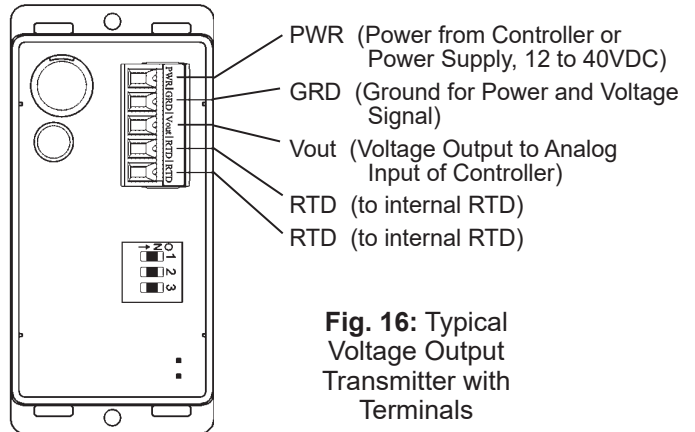 PWR (Power from Controller or
Power Supply, 12 to 40VDC)
GRD (Ground for Power and Voltage
Signal)
Vout (Voltage Output to Analog
Input of Controller)
RTD (to internal RTD)
RTD (to internal RTD)
PWR|GRD|Vout|RTD|RTD
ON
1 2 3
Fig. 16: Typical
Voltage Output
Transmitter with
Terminals